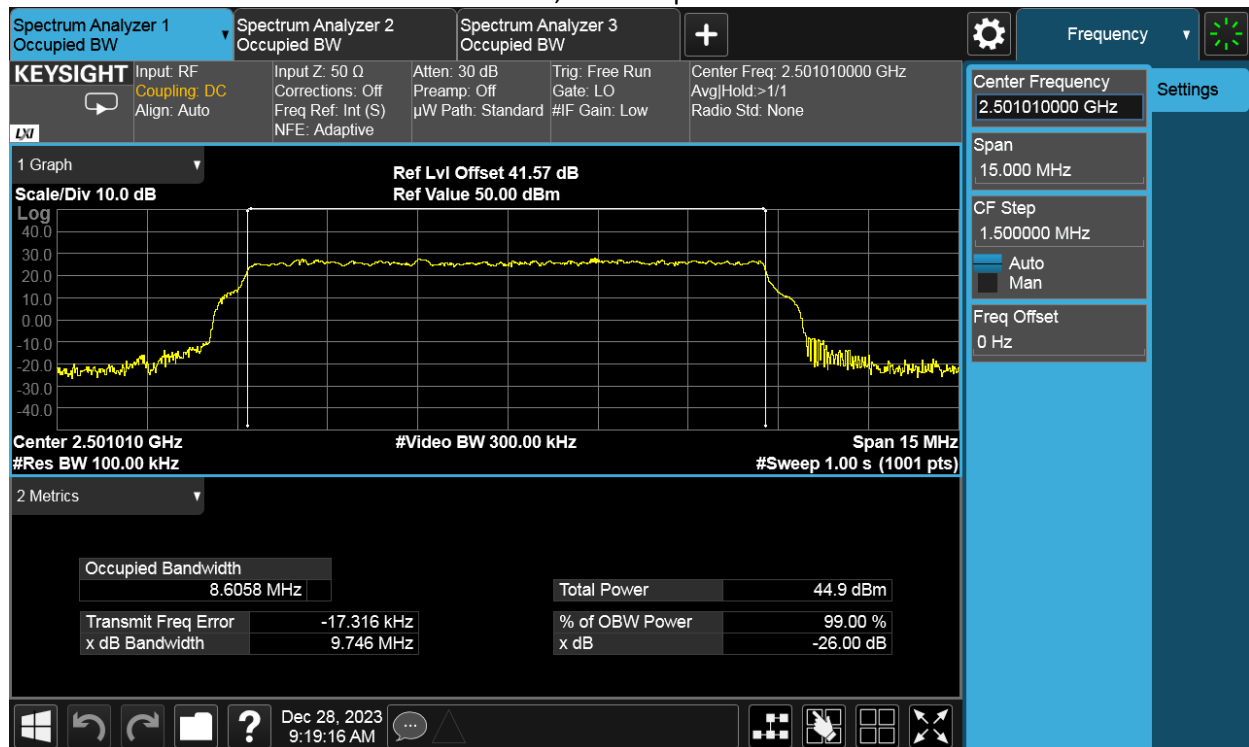 Spectrum Analyzer 1
Occupied BW
Spectrum Analyzer 2
Occupied BW
Spectrum Analyzer 3
Occupied BW
+
Frequency
KEYSIGHT
LXI
Input: RF
Coupling: DC
Align: Auto
Input Z: 50 Ω
Corrections: Off
Freq Ref: Int (S)
NFE: Adaptive
Atten: 30 dB
Preamp: Off
µW Path: Standard
Trig: Free Run
Gate: LO
#IF Gain: Low
Center Freq: 2.501010000 GHz
Avg|Hold:>1/1
Radio Std: None
Center Frequency
2.501010000 GHz
Settings
Span
15.000 MHz
CF Step
1.500000 MHz
Auto
Man
Freq Offset
0 Hz
1 Graph
Scale/Div 10.0 dB
Ref Lvl Offset 41.57 dB
Ref Value 50.00 dBm
Log
40.0
30.0
20.0
10.0
0.00
-10.0
-20.0
-30.0
-40.0
Center 2.501010 GHz
#Res BW 100.00 kHz
#Video BW 300.00 kHz
Span 15 MHz
#Sweep 1.00 s (1001 pts)
2 Metrics
Occupied Bandwidth
8.6058 MHz
Total Power 44.9 dBm
Transmit Freq Error -17.316 kHz
% of OBW Power 99.00 %
x dB Bandwidth 9.746 MHz
x dB -26.00 dB
?
Dec 28, 2023
9:19:16 AM